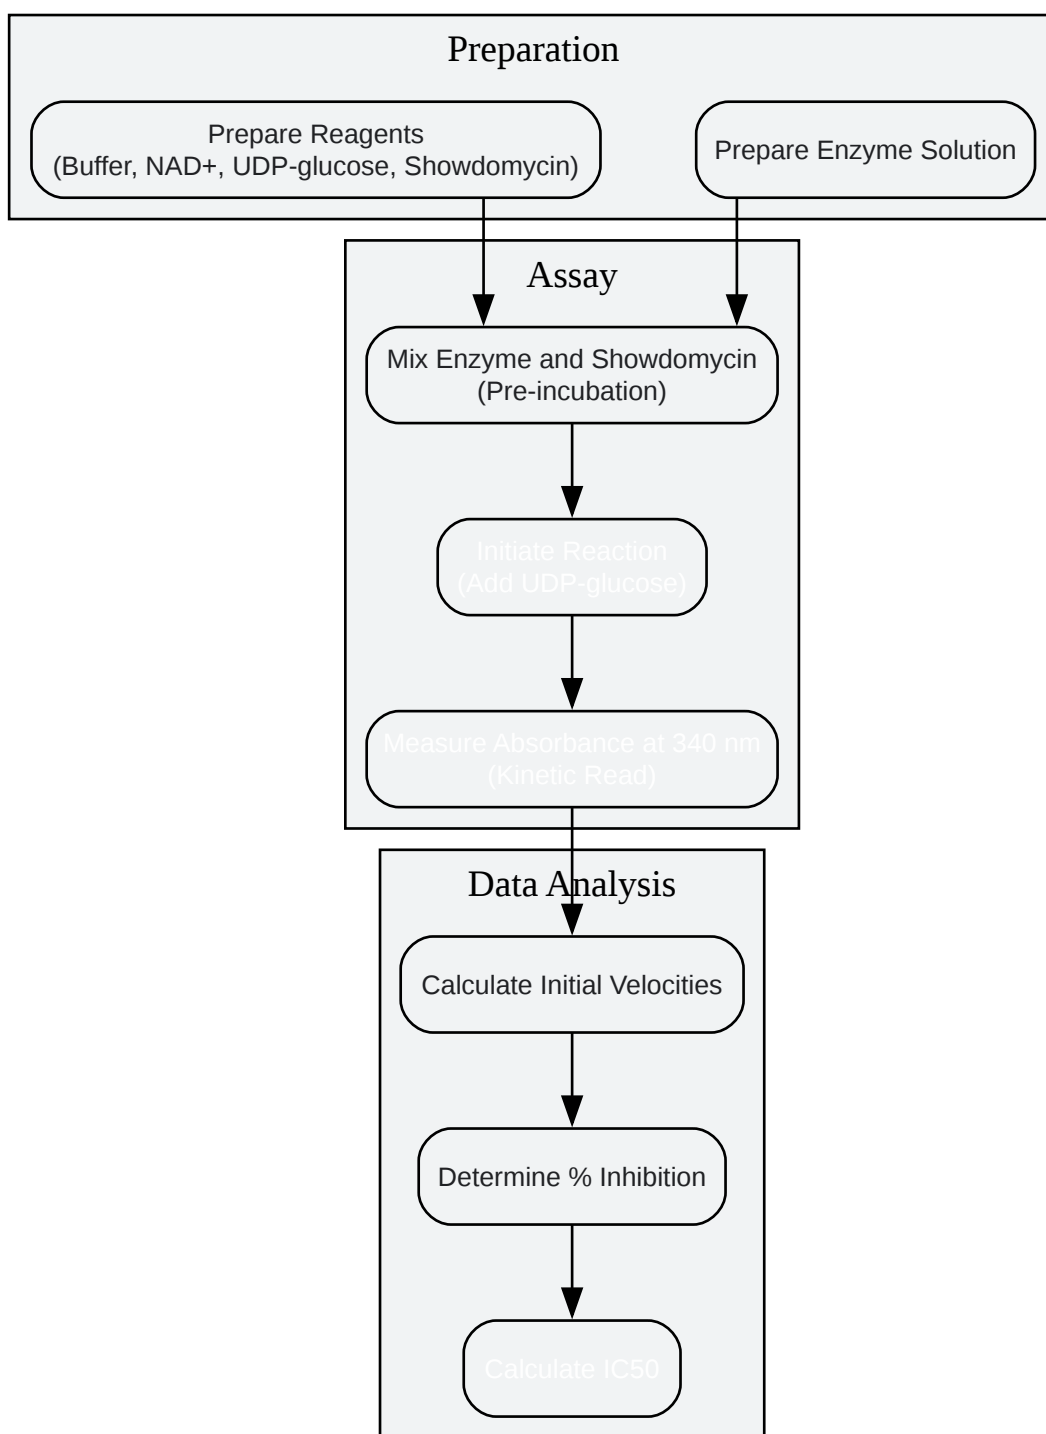 Preparation
Prepare Reagents
(Buffer, NAD+, UDP-glucose, Showdomycin)
Prepare Enzyme Solution
Assay
Mix Enzyme and Showdomycin
(Pre-incubation)
Initiate Reaction
(Add UDP-glucose)
Measure Absorbance at 340 nm
(Kinetic Read)
Data Analysis
Calculate Initial Velocities
Determine % Inhibition
Calculate IC50